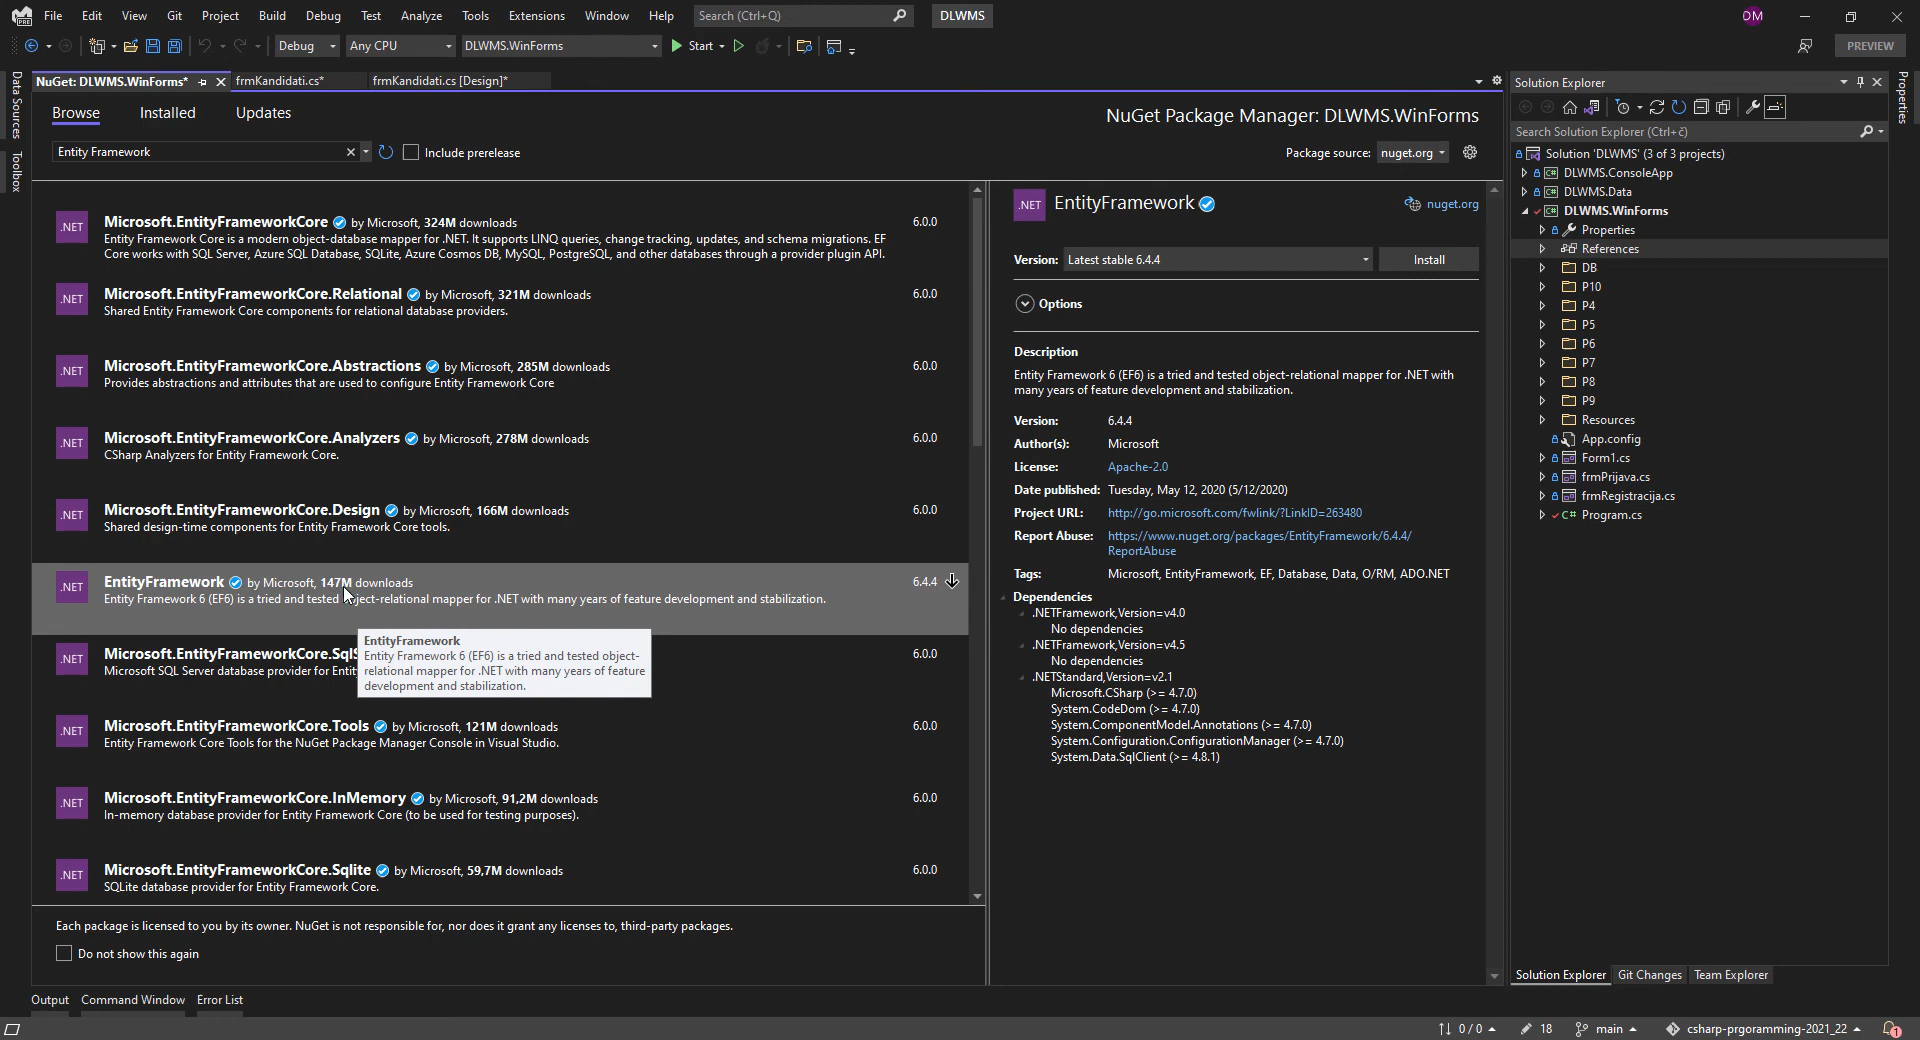 File Edit View Git Project Build Debug Test Analyze Tools Extensions Window Help Search (Ctrl+Q) DLWMS DM
Debug Any CPU DLWMS.WinForms Start PREVIEW
Data Sources
Toolbox
NuGet: DLWMS.WinForms* frmKandidati.cs* frmKandidati.cs [Design]*
Browse Installed Updates
NuGet Package Manager: DLWMS.WinForms
Entity Framework Include prerelease
Package source: nuget.org
.NET Microsoft.EntityFrameworkCore by Microsoft, 324M downloads 6.0.0
Entity Framework Core is a modern object-database mapper for .NET. It supports LINQ queries, change tracking, updates, and schema migrations. EF
Core works with SQL Server, Azure SQL Database, SQLite, Azure Cosmos DB, MySQL, PostgreSQL, and other databases through a provider plugin API.
.NET Microsoft.EntityFrameworkCore.Relational by Microsoft, 321M downloads 6.0.0
Shared Entity Framework Core components for relational database providers.
.NET Microsoft.EntityFrameworkCore.Abstractions by Microsoft, 285M downloads 6.0.0
Provides abstractions and attributes that are used to configure Entity Framework Core
.NET Microsoft.EntityFrameworkCore.Analyzers by Microsoft, 278M downloads 6.0.0
CSharp Analyzers for Entity Framework Core.
.NET Microsoft.EntityFrameworkCore.Design by Microsoft, 166M downloads 6.0.0
Shared design-time components for Entity Framework Core tools.
.NET EntityFramework by Microsoft, 147M downloads 6.4.4
Entity Framework 6 (EF6) is a tried and tested object-relational mapper for .NET with many years of feature development and stabilization.
EntityFramework
Entity Framework 6 (EF6) is a tried and tested object-
relational mapper for .NET with many years of feature
development and stabilization.
.NET Microsoft.EntityFrameworkCore.SqlS 6.0.0
Microsoft SQL Server database provider for Entit
.NET Microsoft.EntityFrameworkCore.Tools by Microsoft, 121M downloads 6.0.0
Entity Framework Core Tools for the NuGet Package Manager Console in Visual Studio.
.NET Microsoft.EntityFrameworkCore.InMemory by Microsoft, 91,2M downloads 6.0.0
In-memory database provider for Entity Framework Core (to be used for testing purposes).
.NET Microsoft.EntityFrameworkCore.Sqlite by Microsoft, 59,7M downloads 6.0.0
SQLite database provider for Entity Framework Core.
Each package is licensed to you by its owner. NuGet is not responsible for, nor does it grant any licenses to, third-party packages.
Do not show this again
.NET EntityFramework nuget.org
Version: Latest stable 6.4.4 Install
Options
Description
Entity Framework 6 (EF6) is a tried and tested object-relational mapper for .NET with
many years of feature development and stabilization.
Version: 6.4.4
Author(s): Microsoft
License: Apache-2.0
Date published: Tuesday, May 12, 2020 (5/12/2020)
Project URL: http://go.microsoft.com/fwlink/?LinkID=263480
Report Abuse: https://www.nuget.org/packages/EntityFramework/6.4.4/
ReportAbuse
Tags: Microsoft, EntityFramework, EF, Database, Data, O/RM, ADO.NET
Dependencies
.NETFramework,Version=v4.0
No dependencies
.NETFramework,Version=v4.5
No dependencies
.NETStandard,Version=v2.1
Microsoft.CSharp (>= 4.7.0)
System.CodeDom (>= 4.7.0)
System.ComponentModel.Annotations (>= 4.7.0)
System.Configuration.ConfigurationManager (>= 4.7.0)
System.Data.SqlClient (>= 4.8.1)
Solution Explorer
Search Solution Explorer (Ctrl+č)
Solution 'DLWMS' (3 of 3 projects)
DLWMS.ConsoleApp
DLWMS.Data
DLWMS.WinForms
Properties
References
DB
P10
P4
P5
P6
P7
P8
P9
Resources
App.config
Form1.cs
frmPrijava.cs
frmRegistracija.cs
Program.cs
Properties
Solution Explorer Git Changes Team Explorer
Output Command Window Error List
0 / 0 18 main csharp-prgoramming-2021_22 1